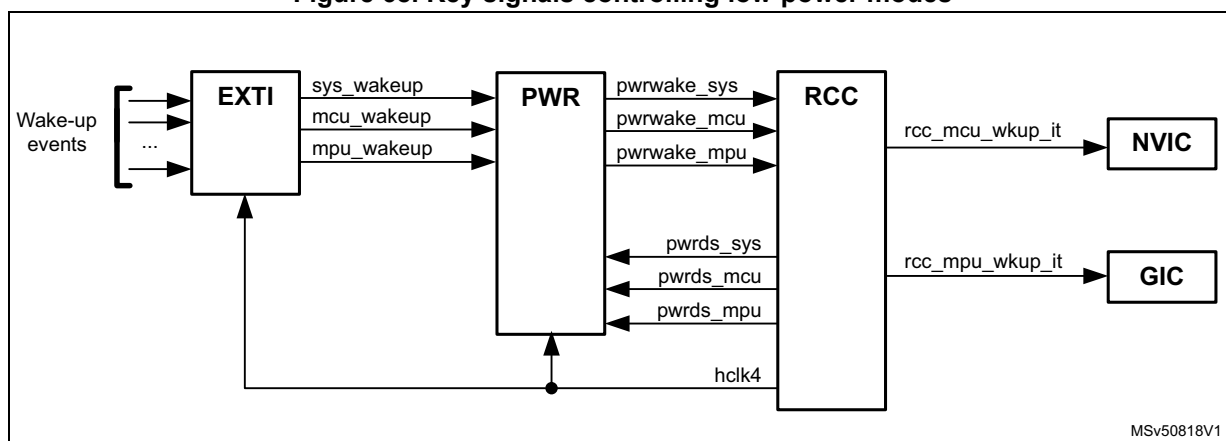 Figure 83. Key signals controlling low-power modes
Wake-up
events
...
EXTI
sys_wakeup
mcu_wakeup
mpu_wakeup
PWR
pwrwake_sys
pwrwake_mcu
pwrwake_mpu
pwrds_sys
pwrds_mcu
pwrds_mpu
hclk4
RCC
rcc_mcu_wkup_it
rcc_mpu_wkup_it
NVIC
GIC
MSv50818V1